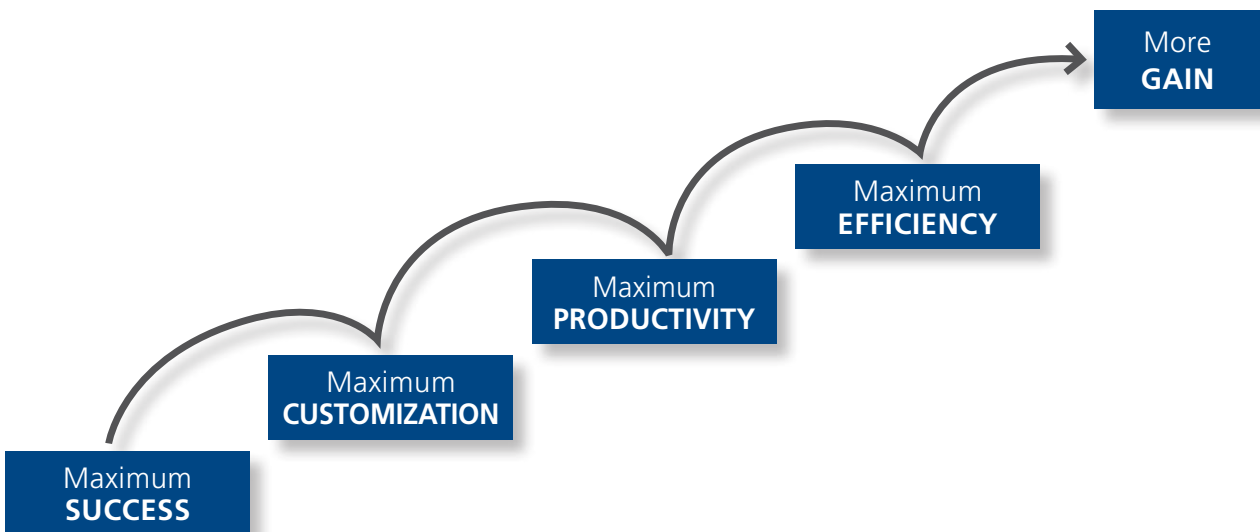 More
GAIN
Maximum
EFFICIENCY
Maximum
PRODUCTIVITY
Maximum
CUSTOMIZATION
Maximum
SUCCESS